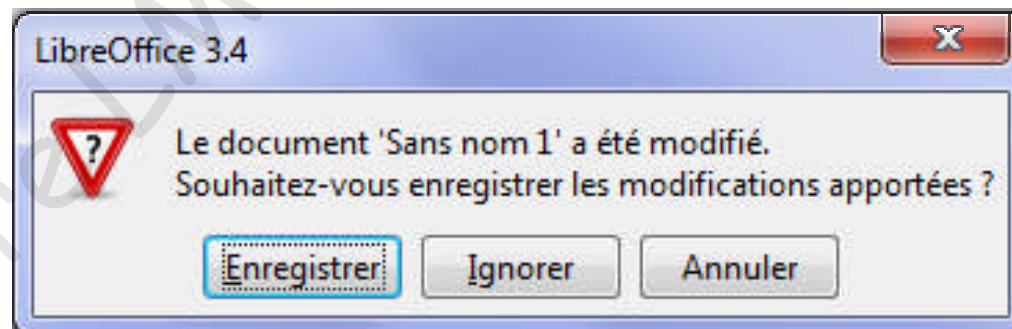 LibreOffice 3.4
?
Le document 'Sans nom 1' a été modifié.
Souhaitez-vous enregistrer les modifications apportées ?
Enregistrer Ignorer Annuler